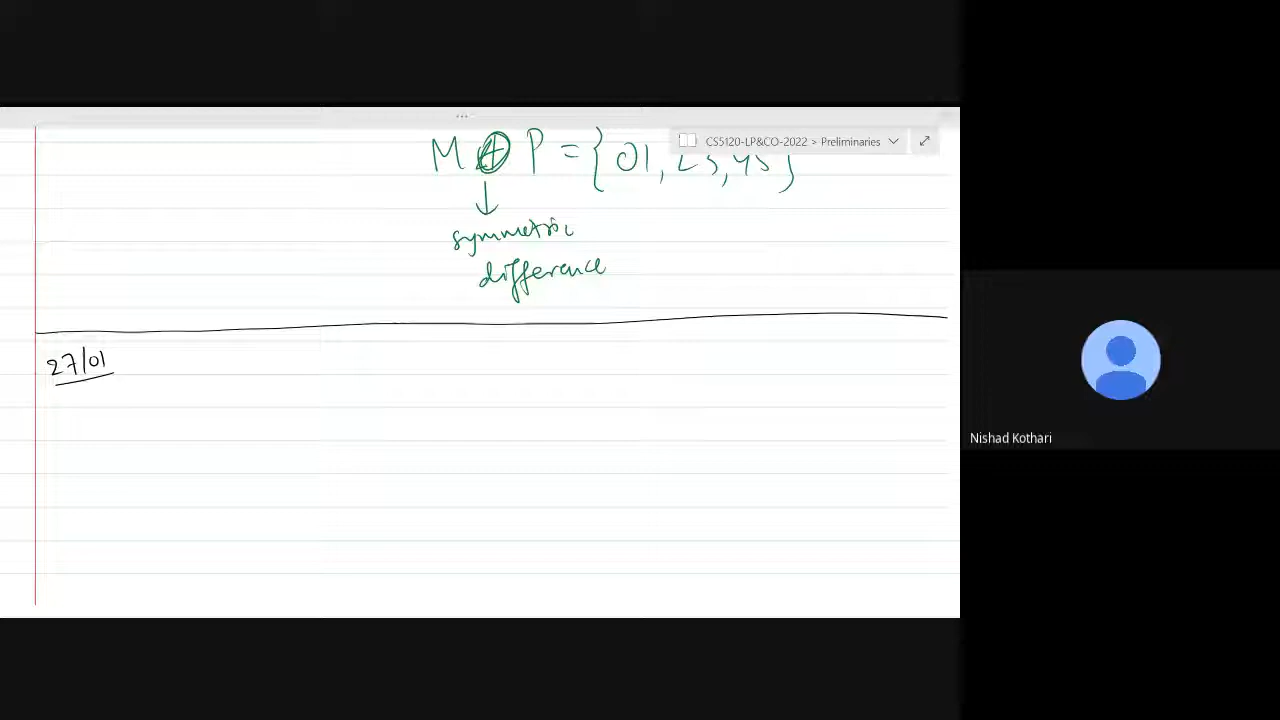 M ⊕ P = { 01, 23, 45 }
CS5120-LP&CO-2022 > Preliminaries
symmetric
difference
27/01
Nishad Kothari